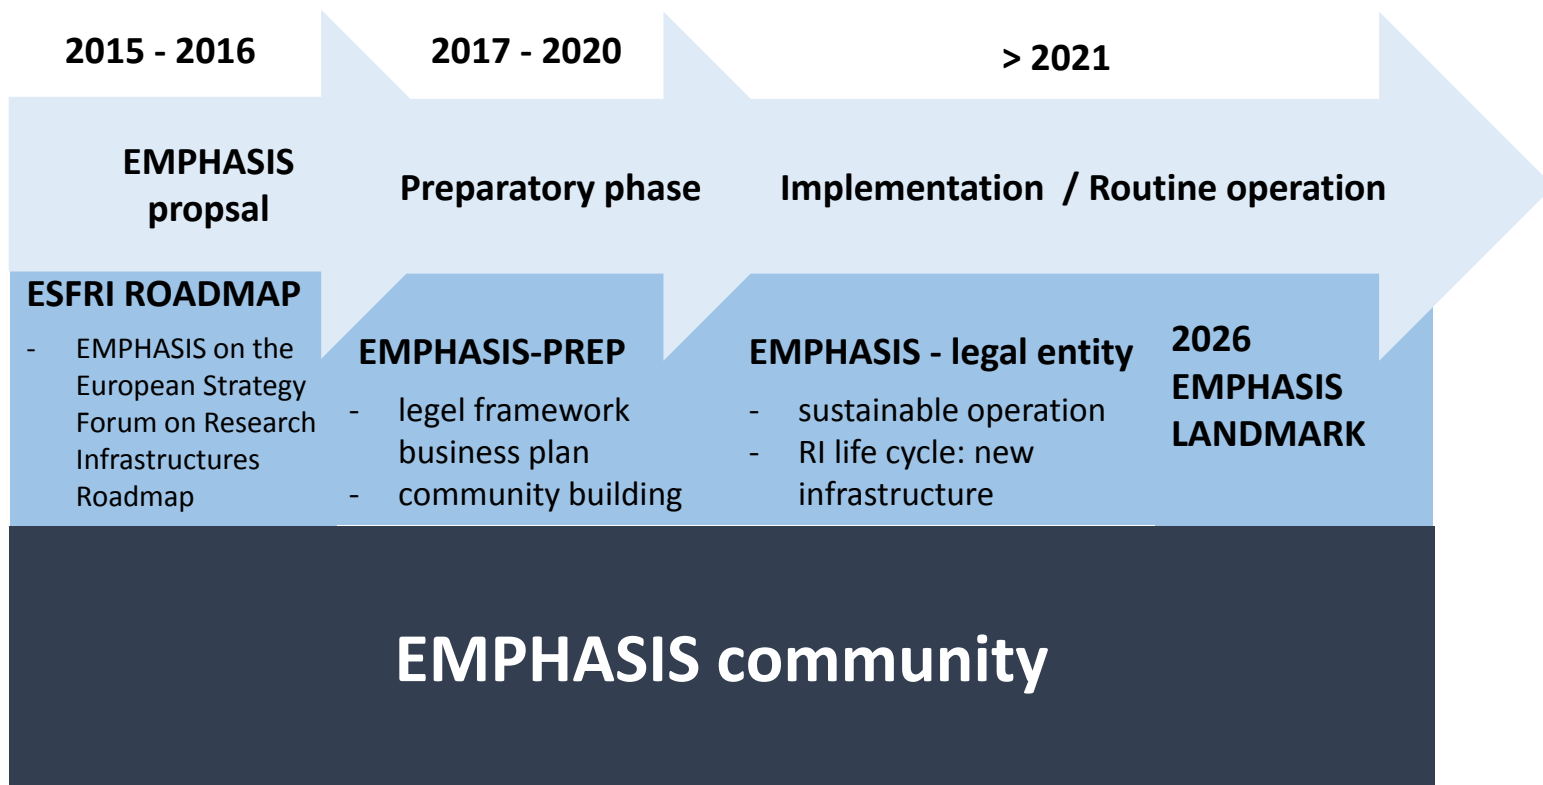 2015 - 2016
2017 - 2020
> 2021
EMPHASIS
propsal
Preparatory phase
Implementation / Routine operation
ESFRI ROADMAP
- EMPHASIS on the
European Strategy
Forum on Research
Infrastructures
Roadmap
EMPHASIS-PREP
- legel framework
business plan
- community building
EMPHASIS - legal entity
- sustainable operation
- RI life cycle: new
infrastructure
2026
EMPHASIS
LANDMARK
EMPHASIS community